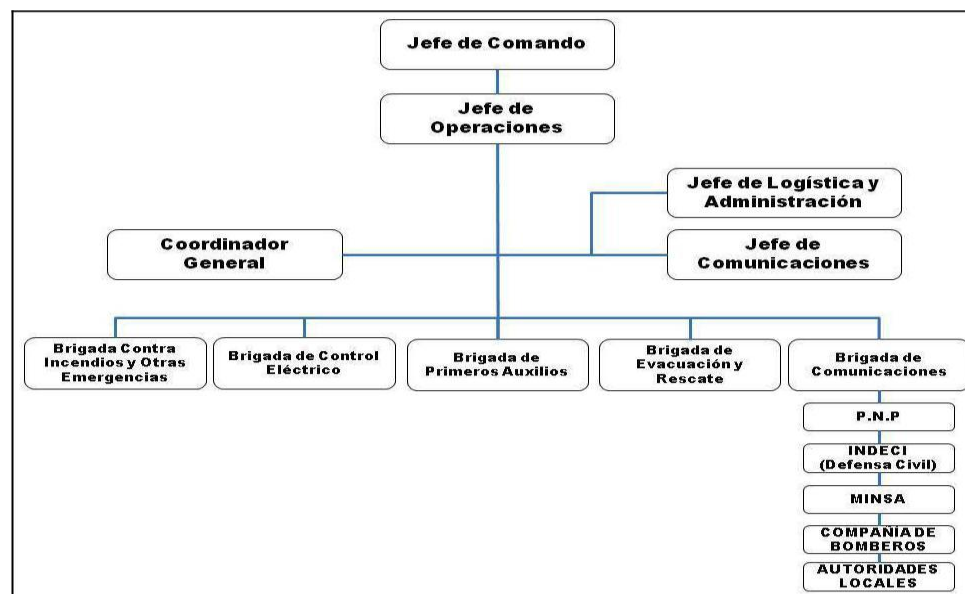 Jefe de Comando
Jefe de
Operaciones
Jefe de Logística y
Administración
Coordinador
General
Jefe de
Comunicaciones
Brigada Contra
Incendios y Otras
Emergencias
Brigada de Control
Eléctrico
Brigada de
Primeros Auxilios
Brigada de
Evacuación y
Rescate
Brigada de
Comunicaciones
P.N.P
INDECI
(Defensa Civil)
MINSA
COMPAÑÍA DE
BOMBEROS
AUTORIDADES
LOCALES